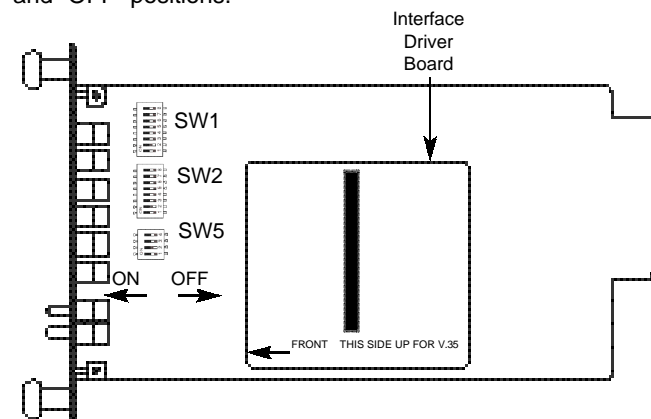 and "OFF" positions.
Interface
Driver
Board
SW1
SW2
SW5
ON OFF
FRONT THIS SIDE UP FOR V.35